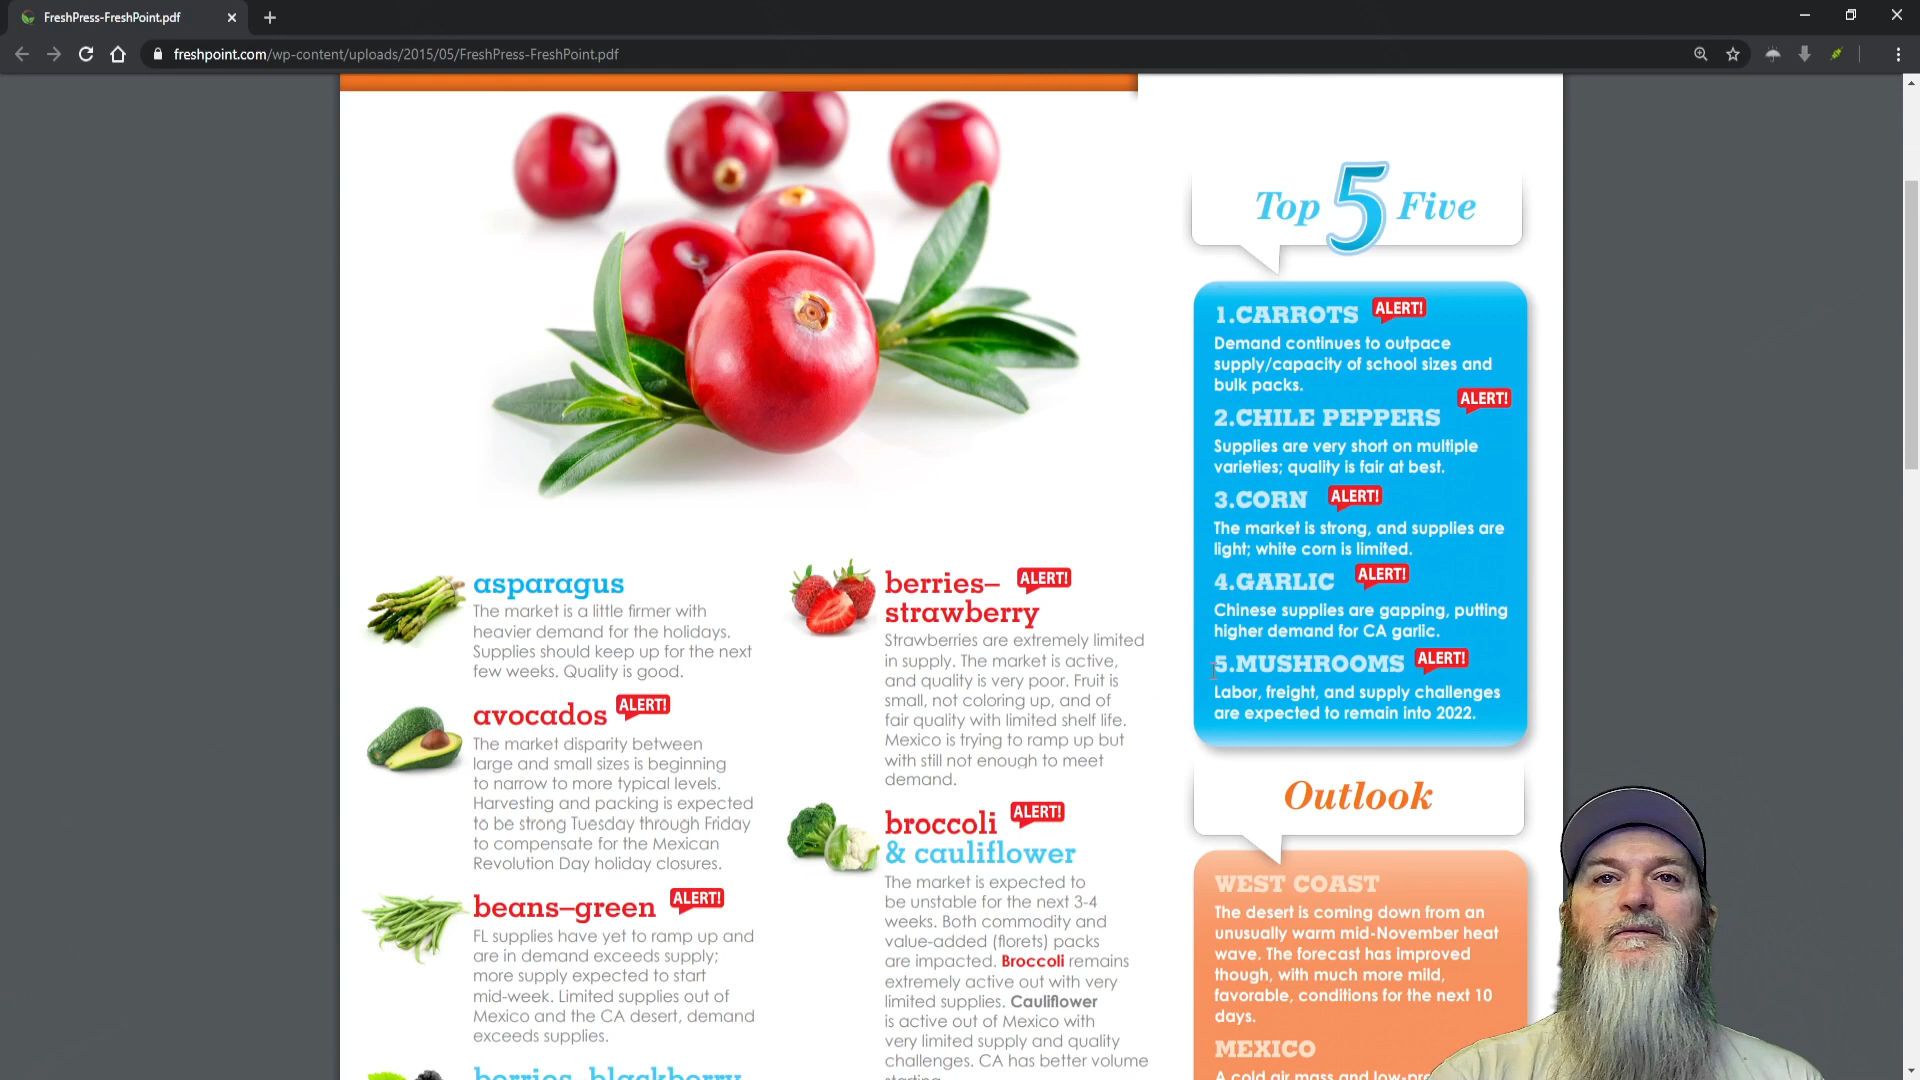 FreshPress-FreshPoint.pdf
freshpoint.com/wp-content/uploads/2015/05/FreshPress-FreshPoint.pdf
Top 5 Five
1.CARROTS ALERT!
Demand continues to outpace
supply/capacity of school sizes and
bulk packs.
2.CHILE PEPPERS ALERT!
Supplies are very short on multiple
varieties; quality is fair at best.
3.CORN ALERT!
The market is strong, and supplies are
light; white corn is limited.
4.GARLIC ALERT!
Chinese supplies are gapping, putting
higher demand for CA garlic.
5.MUSHROOMS ALERT!
Labor, freight, and supply challenges
are expected to remain into 2022.
asparagus
The market is a little firmer with
heavier demand for the holidays.
Supplies should keep up for the next
few weeks. Quality is good.
avocados ALERT!
The market disparity between
large and small sizes is beginning
to narrow to more typical levels.
Harvesting and packing is expected
to be strong Tuesday through Friday
to compensate for the Mexican
Revolution Day holiday closures.
beans–green ALERT!
FL supplies have yet to ramp up and
are in demand exceeds supply;
more supply expected to start
mid-week. Limited supplies out of
Mexico and the CA desert, demand
exceeds supplies.
berries–blackberry
berries– ALERT!
strawberry
Strawberries are extremely limited
in supply. The market is active,
and quality is very poor. Fruit is
small, not coloring up, and of
fair quality with limited shelf life.
Mexico is trying to ramp up but
with still not enough to meet
demand.
broccoli ALERT!
& cauliflower
The market is expected to
be unstable for the next 3-4
weeks. Both commodity and
value-added (florets) packs
are impacted. Broccoli remains
extremely active out with very
limited supplies. Cauliflower
is active out of Mexico with
very limited supply and quality
challenges. CA has better volume
starting
Outlook
WEST COAST
The desert is coming down from an
unusually warm mid-November heat
wave. The forecast has improved
though, with much more mild,
favorable, conditions for the next 10
days.
MEXICO
A cold air mass and low-pre